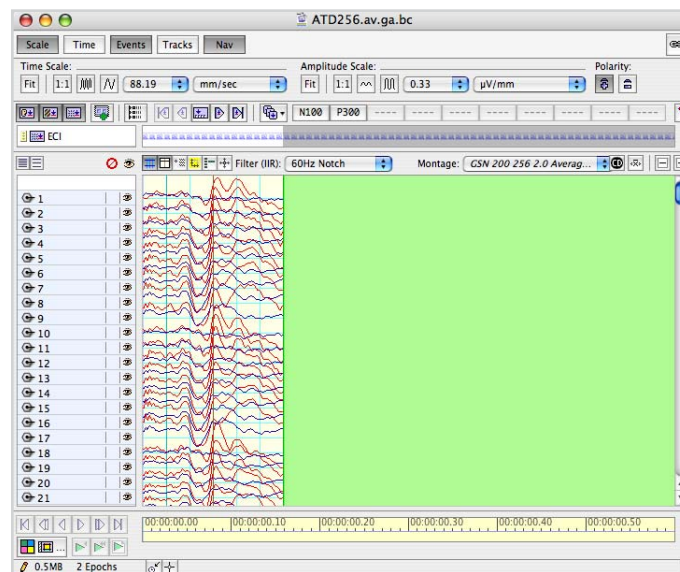 ATD256.av.ga.bc
Scale Time Events Tracks Nav
Time Scale: Amplitude Scale: Polarity:
Fit 1:1 88.19 mm/sec Fit 1:1 0.33 µV/mm
N100 P300 ---- ---- ---- ---- ---- ---- ----
ECI
Filter (IIR): 60Hz Notch Montage: GSN 200 256 2.0 Averag...
1
2
3
4
5
6
7
8
9
10
11
12
13
14
15
16
17
18
19
20
21
00:00:00.00 00:00:00.10 00:00:00.20 00:00:00.30 00:00:00.40 00:00:00.50
0.5MB 2 Epochs